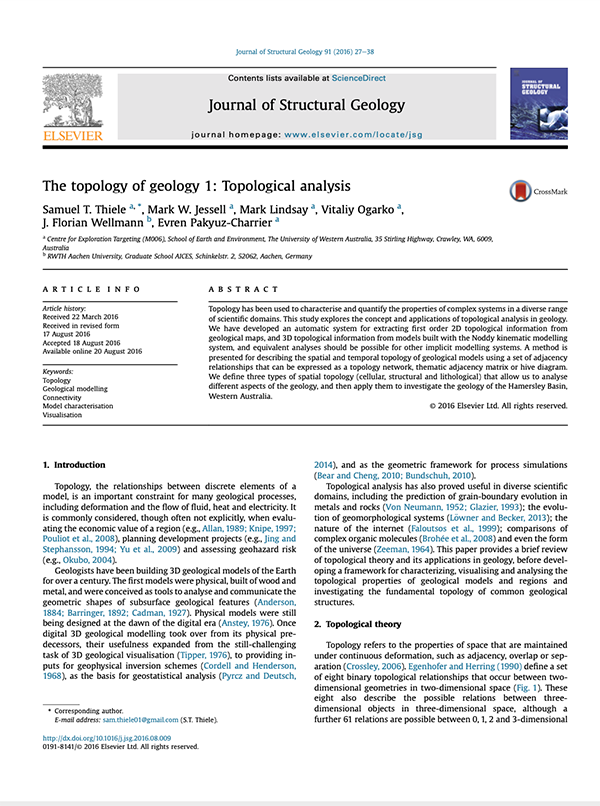 Journal of Structural Geology 91 (2016) 27–38
Contents lists available at ScienceDirect
Journal of Structural Geology
journal homepage: www.elsevier.com/locate/jsg
ELSEVIER
JOURNAL OF
STRUCTURAL
GEOLOGY
The topology of geology 1: Topological analysis
CrossMark
Samuel T. Thiele a, *, Mark W. Jessell a, Mark Lindsay a, Vitaliy Ogarko a,
J. Florian Wellmann b, Evren Pakyuz-Charrier a
a Centre for Exploration Targeting (M006), School of Earth and Environment, The University of Western Australia, 35 Stirling Highway, Crawley, WA, 6009,
Australia
b RWTH Aachen University, Graduate School AICES, Schinkelstr. 2, S2062, Aachen, Germany
ARTICLE INFO
Article history:
Received 22 March 2016
Received in revised form
17 August 2016
Accepted 18 August 2016
Available online 20 August 2016
Keywords:
Topology
Geological modelling
Connectivity
Model characterisation
Visualisation
ABSTRACT
Topology has been used to characterise and quantify the properties of complex systems in a diverse range
of scientific domains. This study explores the concept and applications of topological analysis in geology.
We have developed an automatic system for extracting first order 2D topological information from
geological maps, and 3D topological information from models built with the Noddy kinematic modelling
system, and equivalent analyses should be possible for other implicit modelling systems. A method is
presented for describing the spatial and temporal topology of geological models using a set of adjacency
relationships that can be expressed as a topology network, thematic adjacency matrix or hive diagram.
We define three types of spatial topology (cellular, structural and lithological) that allow us to analyse
different aspects of the geology, and then apply them to investigate the geology of the Hamersley Basin,
Western Australia.
© 2016 Elsevier Ltd. All rights reserved.
1. Introduction
Topology, the relationships between discrete elements of a
model, is an important constraint for many geological processes,
including deformation and the flow of fluid, heat and electricity. It
is commonly considered, though often not explicitly, when evalu-
ating the economic value of a region (e.g., Allan, 1989; Knipe, 1997;
Pouliot et al., 2008), planning development projects (e.g., Jing and
Stephansson, 1994; Yu et al., 2009) and assessing geohazard risk
(e.g., Okubo, 2004).
Geologists have been building 3D geological models of the Earth
for over a century. The first models were physical, built of wood and
metal, and were conceived as tools to analyse and communicate the
geometric shapes of subsurface geological features (Anderson,
1884; Barringer, 1892; Cadman, 1927). Physical models were still
being designed at the dawn of the digital era (Anstey, 1976). Once
digital 3D geological modelling took over from its physical pre-
decessors, their usefulness expanded from the still-challenging
task of 3D geological visualisation (Tipper, 1976), to providing in-
puts for geophysical inversion schemes (Cordell and Henderson,
1968), as the basis for geostatistical analysis (Pyrcz and Deutsch,
2014), and as the geometric framework for process simulations
(Bear and Cheng, 2010; Bundschuh, 2010).
Topological analysis has also proved useful in diverse scientific
domains, including the prediction of grain-boundary evolution in
metals and rocks (Von Neumann, 1952; Glazier, 1993); the evolu-
tion of geomorphological systems (Löwner and Becker, 2013); the
nature of the internet (Faloutsos et al., 1999); comparisons of
complex organic molecules (Brohée et al., 2008) and even the form
of the universe (Zeeman, 1964). This paper provides a brief review
of topological theory and its applications in geology, before devel-
oping a framework for characterizing, visualising and analysing the
topological properties of geological models and regions and
investigating the fundamental topology of common geological
structures.
2. Topological theory
Topology refers to the properties of space that are maintained
under continuous deformation, such as adjacency, overlap or sep-
aration (Crossley, 2006). Egenhofer and Herring (1990) define a set
of eight binary topological relationships that occur between two-
dimensional geometries in two-dimensional space (Fig. 1). These
eight also describe the possible relations between three-
dimensional objects in three-dimensional space, although a
further 61 relations are possible between 0, 1, 2 and 3-dimensional
* Corresponding author.
E-mail address: sam.thiele01@gmail.com (S.T. Thiele).
http://dx.doi.org/10.1016/j.jsg.2016.08.009
0191-8141/© 2016 Elsevier Ltd. All rights reserved.